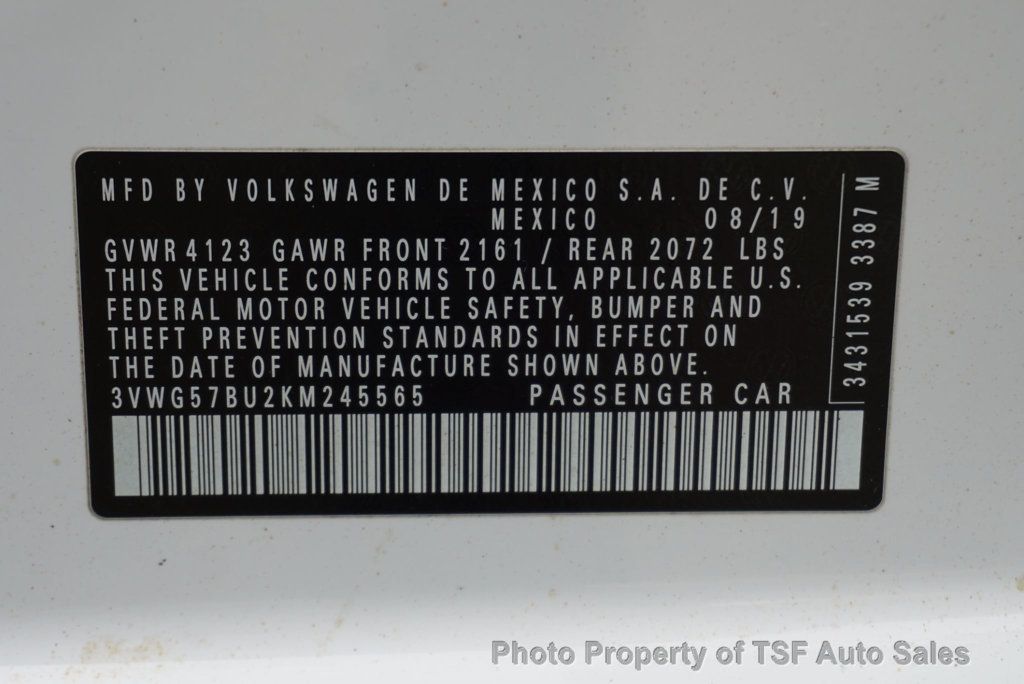 MFD BY VOLKSWAGEN DE MEXICO S.A. DE C.V.
MEXICO 08/19
GVWR 4123 GAWR FRONT 2161 / REAR 2072 LBS
THIS VEHICLE CONFORMS TO ALL APPLICABLE U.S.
FEDERAL MOTOR VEHICLE SAFETY, BUMPER AND
THEFT PREVENTION STANDARDS IN EFFECT ON
THE DATE OF MANUFACTURE SHOWN ABOVE.
3VWG57BU2KM245565 PASSENGER CAR
3431539 3387 M
Photo Property of TSF Auto Sales